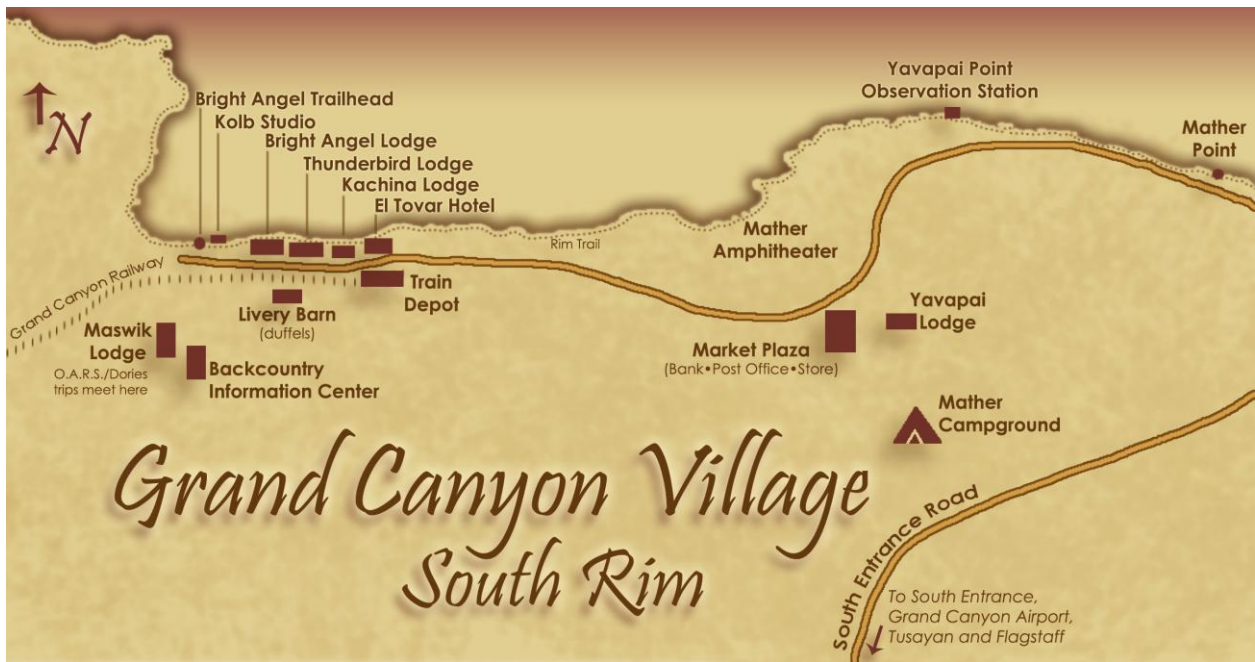 N
Bright Angel Trailhead
Kolb Studio
Bright Angel Lodge
Thunderbird Lodge
Kachina Lodge
El Tovar Hotel
Yavapai Point
Observation Station
Mather
Point
Rim Trail
Mather
Amphitheater
Grand Canyon Railway
Train
Depot
Livery Barn
(duffels)
Maswik
Lodge
O.A.R.S./Dories
trips meet here
Backcountry
Information Center
Yavapai
Lodge
Market Plaza
(Bank•Post Office•Store)
Mather
Campground
Grand Canyon Village
South Rim
South Entrance Road
To South Entrance,
Grand Canyon Airport,
Tusayan and Flagstaff